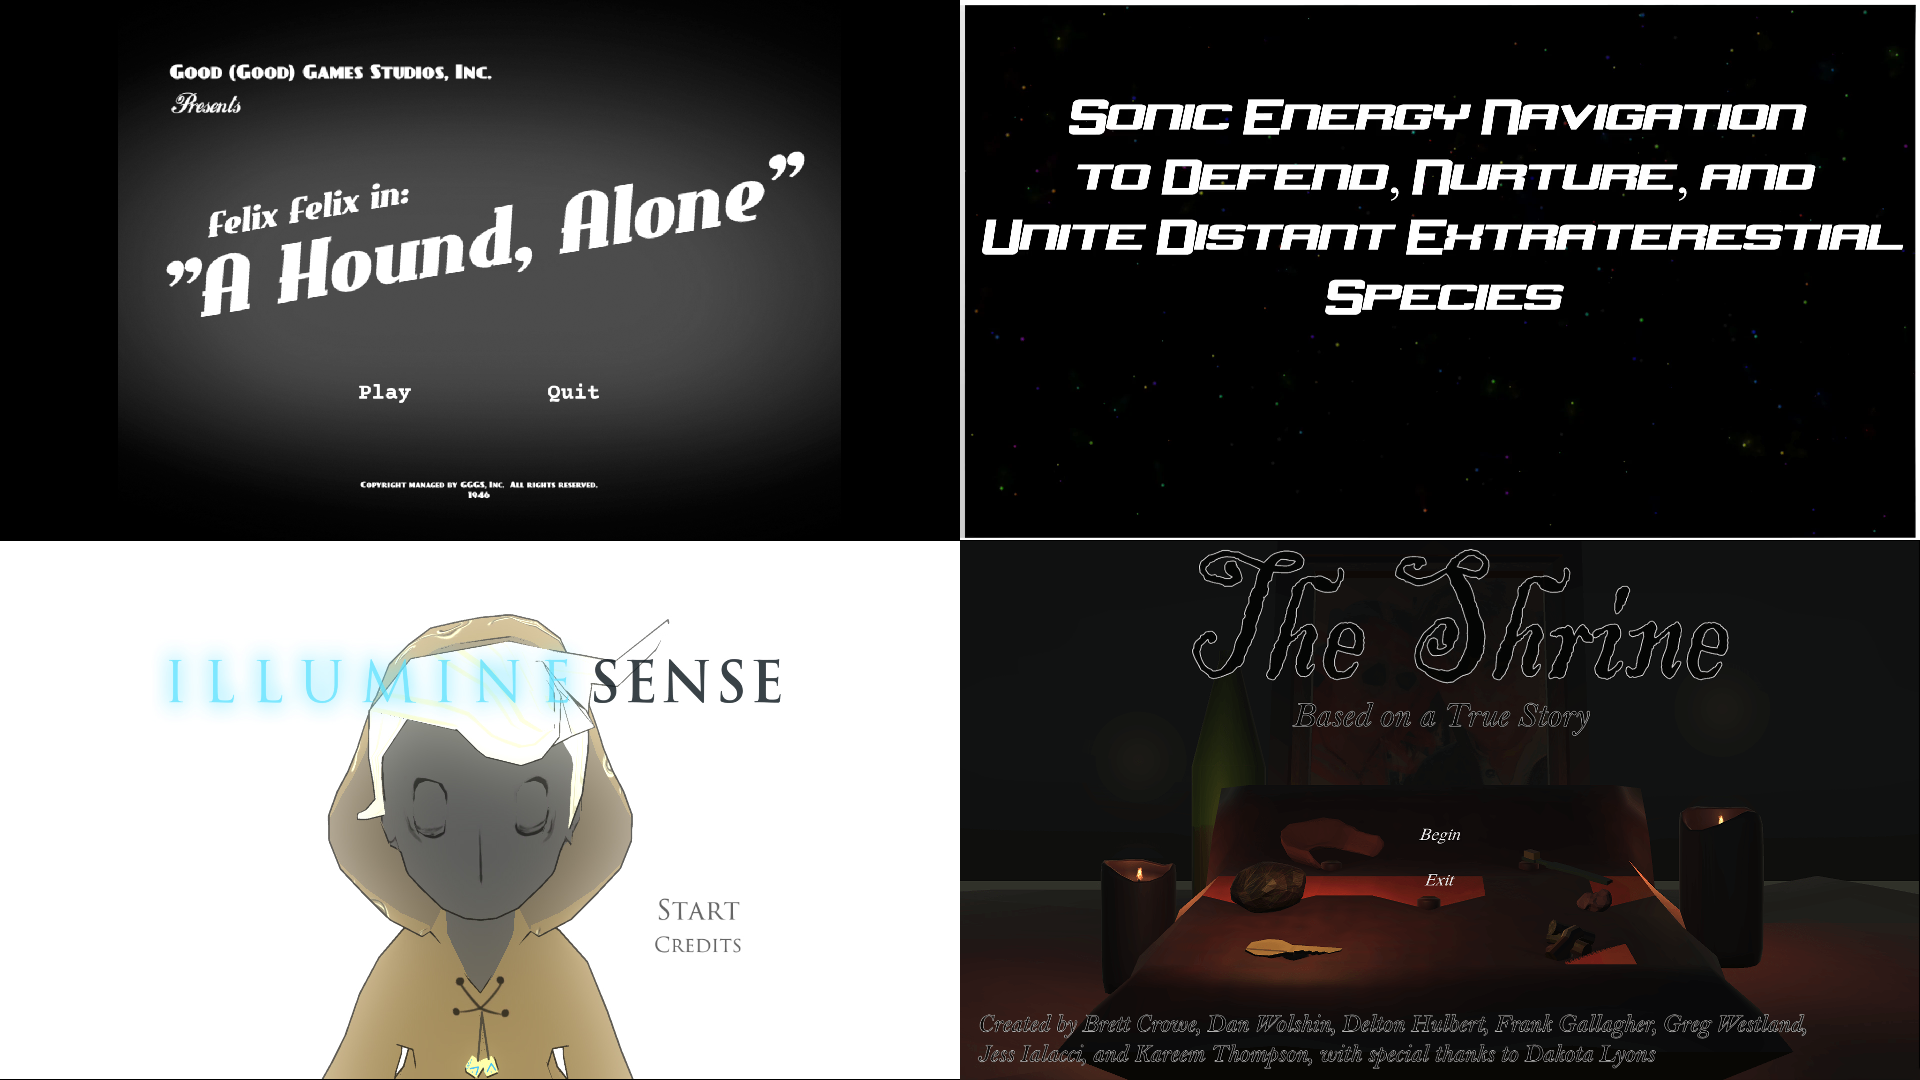 Good (Good) Games Studios, Inc.
Presents
Felix Felix in:
"A Hound, Alone"
Play
Quit
Copyright managed by GGGS, Inc. All rights reserved.
1946
Sonic Energy Navigation
to Defend, Nurture, and
Unite Distant Extraterestial
Species
ILLUMINESENSE
Start
Credits
The Shrine
Based on a True Story
Begin
Exit
Created by Brett Crowe, Dan Wolshin, Delton Hulbert, Frank Gallagher, Greg Westland,
Jess Ialacci, and Kareem Thompson, with special thanks to Dakota Lyons